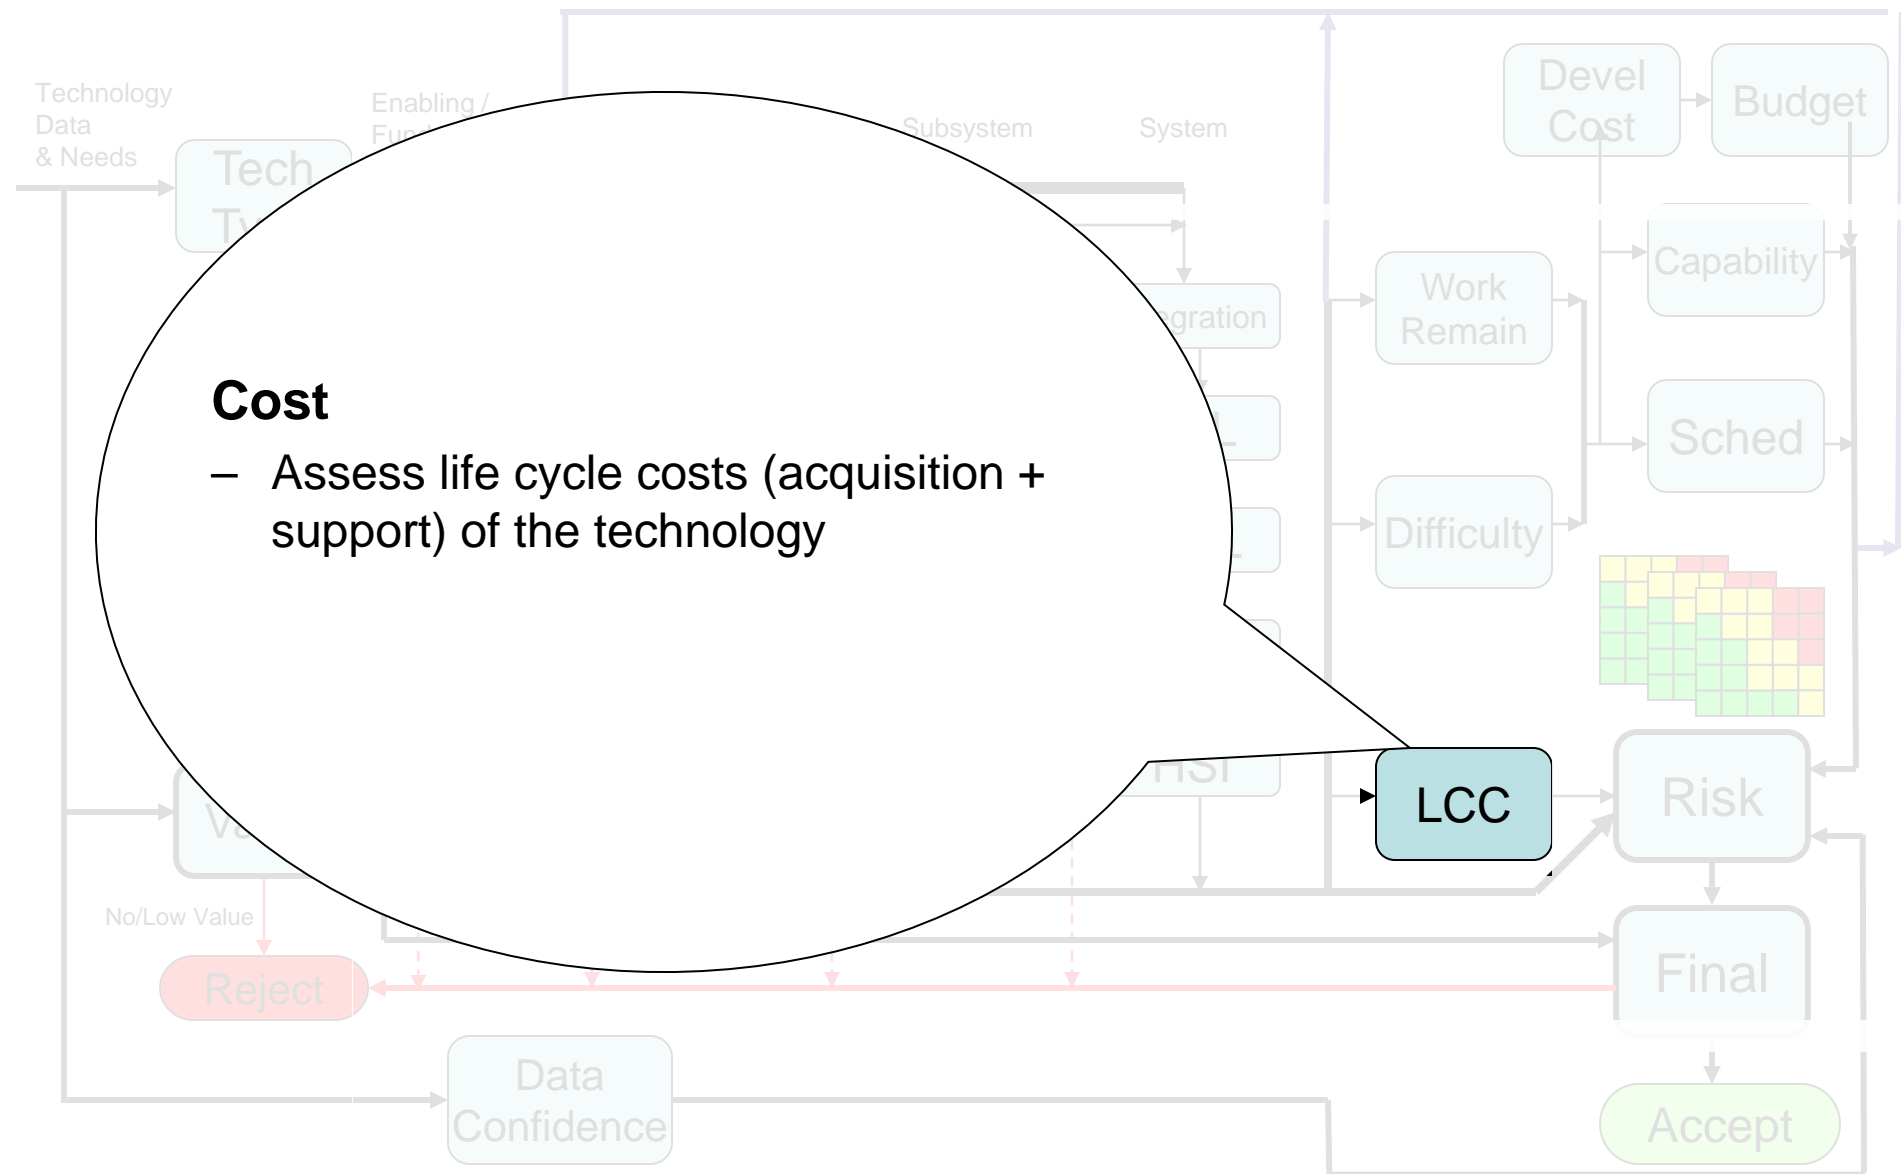 Technology
Data
& Needs
Enabling /
Subsystem
System
Devel
Cost
Budget
Tech
Capability
Work
Remain
Cost
– Assess life cycle costs (acquisition +
support) of the technology
Sched
Difficulty
HSI
LCC
Risk
No/Low Value
Reject
Final
Data
Confidence
Accept